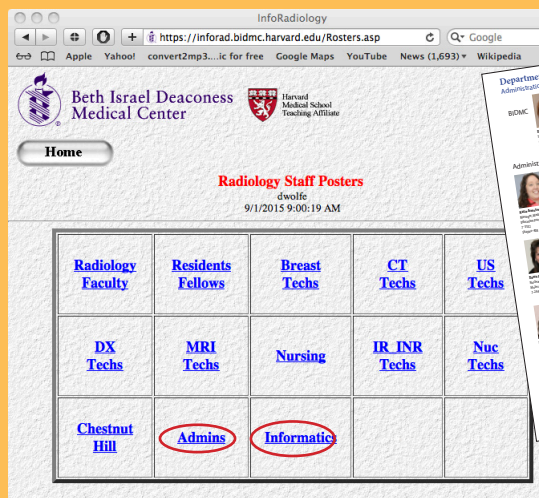 InfoRadiology
https://inforad.bidmc.harvard.edu/Rosters.asp
Google
Apple Yahoo! convert2mp3....ic for free Google Maps YouTube News (1,693) Wikipedia
Beth Israel Deaconess
Medical Center
Harvard
Medical School
Teaching Affiliate
Home
Radiology Staff Posters
dwolfe
9/1/2015 9:00:19 AM
Radiology
Faculty
Residents
Fellows
Breast
Techs
CT
Techs
US
Techs
DX
Techs
MRI
Techs
Nursing
IR_INR
Techs
Nuc
Techs
Chestnut
Hill
Admins
Informatics
BIDMC